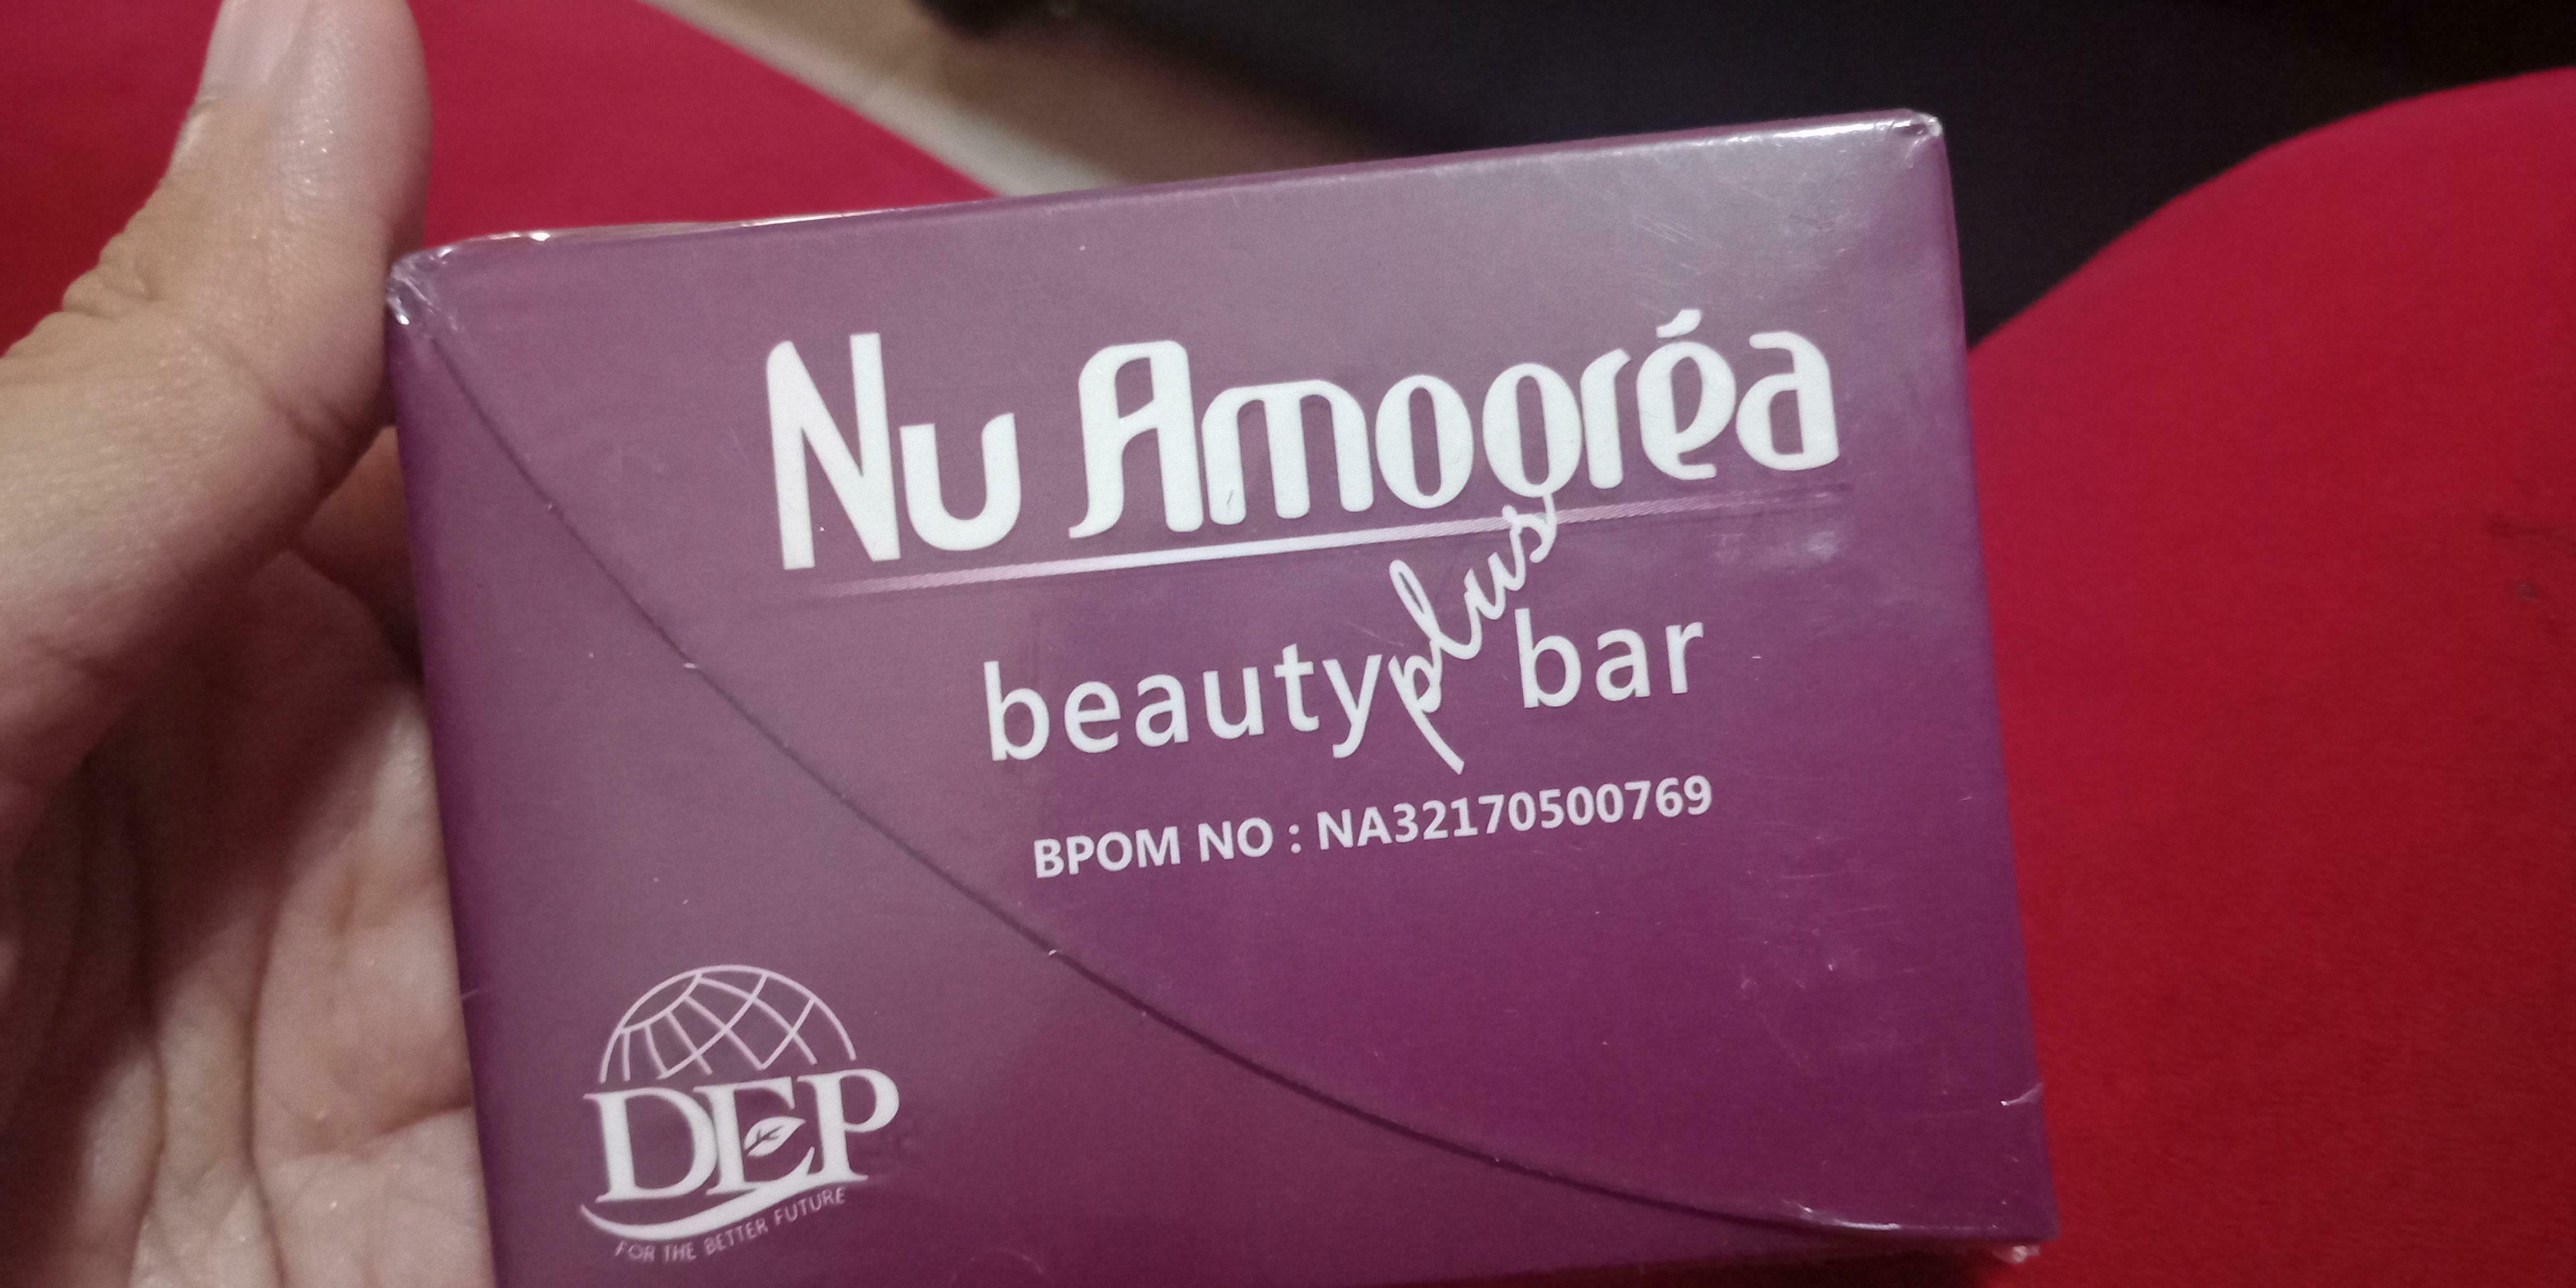 Nu Amooréa
beauty plus bar
BPOM NO : NA32170500769
DEP
FOR THE BETTER FUTURE